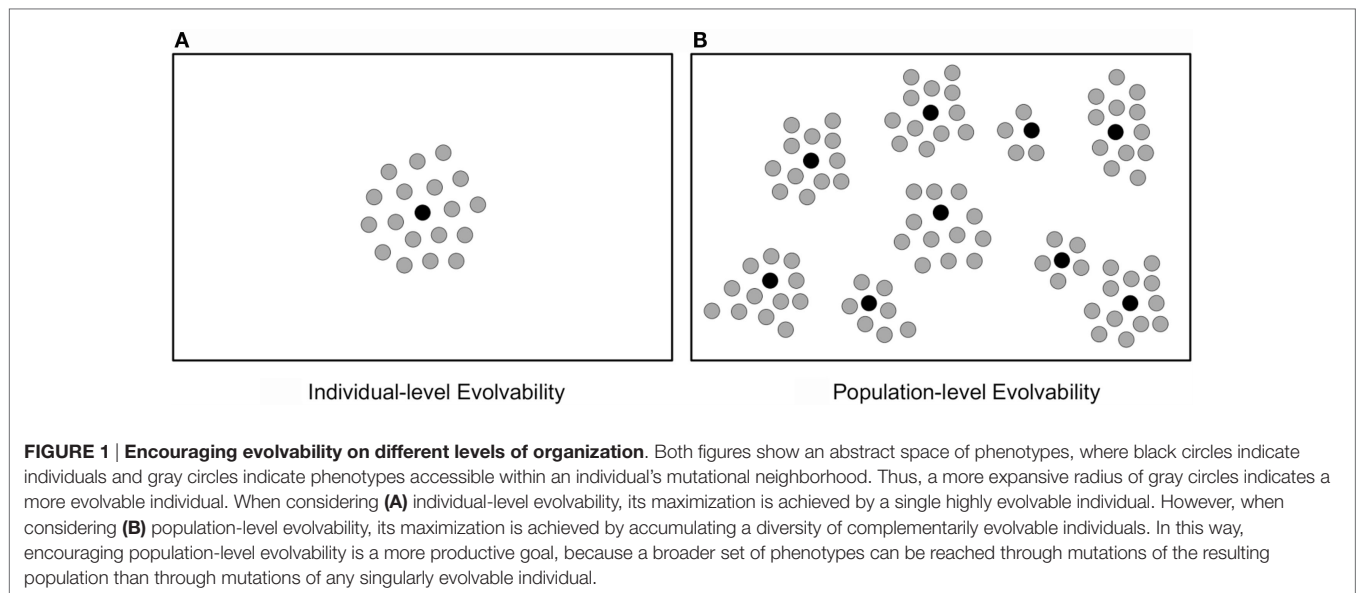 A
B
Individual-level Evolvability
Population-level Evolvability
FIGURE 1 | Encouraging evolvability on different levels of organization. Both figures show an abstract space of phenotypes, where black circles indicate
individuals and gray circles indicate phenotypes accessible within an individual's mutational neighborhood. Thus, a more expansive radius of gray circles indicates a
more evolvable individual. When considering (A) individual-level evolvability, its maximization is achieved by a single highly evolvable individual. However, when
considering (B) population-level evolvability, its maximization is achieved by accumulating a diversity of complementarily evolvable individuals. In this way,
encouraging population-level evolvability is a more productive goal, because a broader set of phenotypes can be reached through mutations of the resulting
population than through mutations of any singularly evolvable individual.